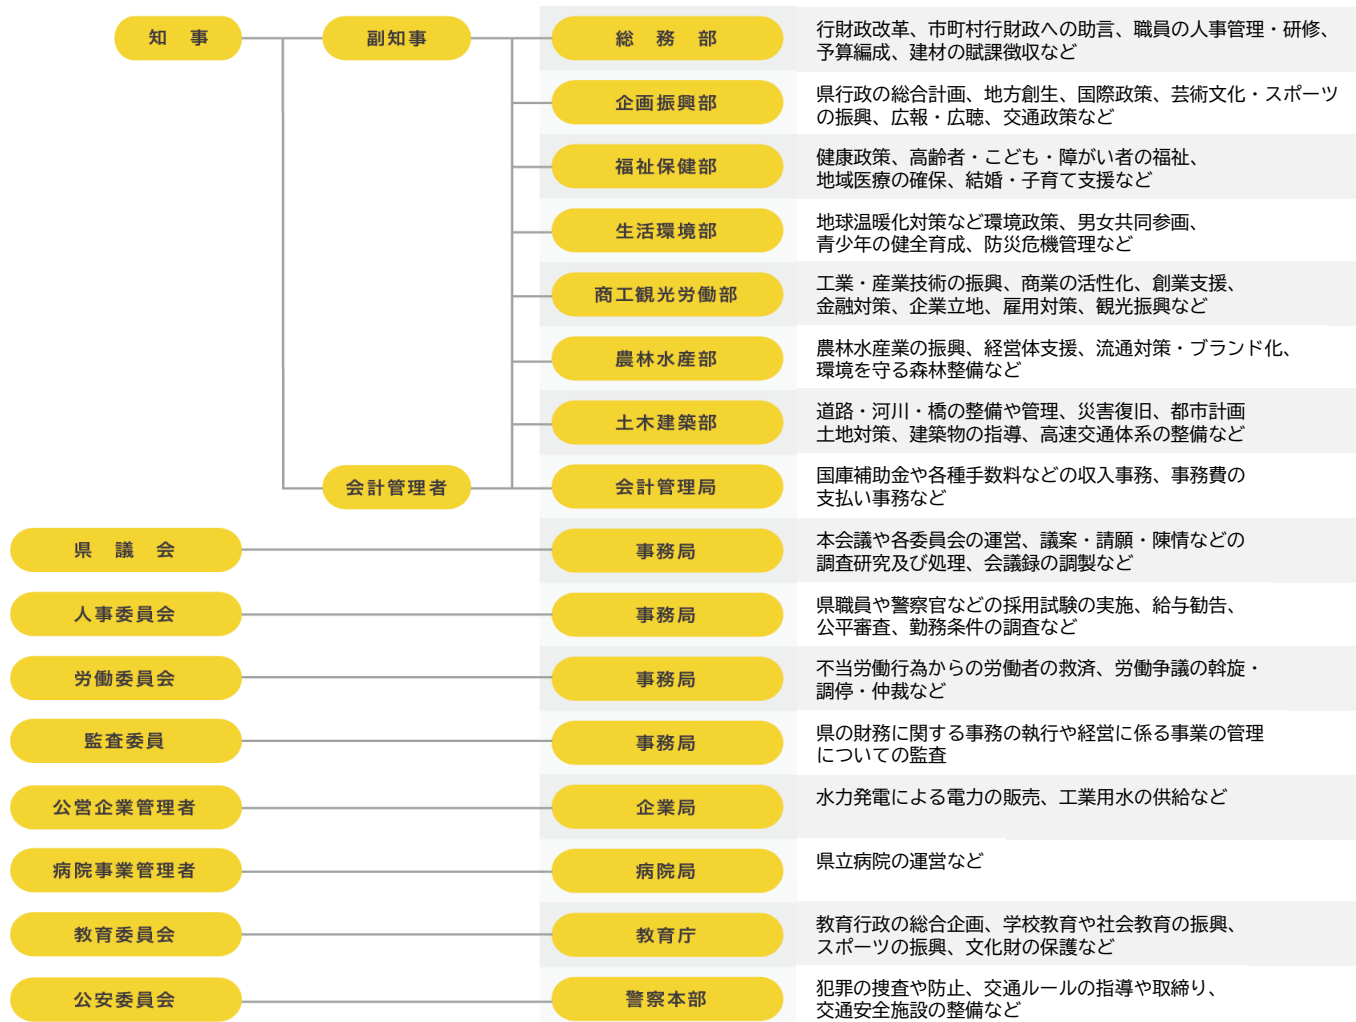 知　事
副知事
総　務　部
行財政改革、市町村行財政への助言、職員の人事管理・研修、
予算編成、建材の賦課徴収など
企画振興部
県行政の総合計画、地方創生、国際政策、芸術文化・スポーツ
の振興、広報・広聴、交通政策など
福祉保健部
健康政策、高齢者・こども・障がい者の福祉、
地域医療の確保、結婚・子育て支援など
生活環境部
地球温暖化対策など環境政策、男女共同参画、
青少年の健全育成、防災危機管理など
商工観光労働部
工業・産業技術の振興、商業の活性化、創業支援、
金融対策、企業立地、雇用対策、観光振興など
農林水産部
農林水産業の振興、経営体支援、流通対策・ブランド化、
環境を守る森林整備など
土木建築部
道路・河川・橋の整備や管理、災害復旧、都市計画
土地対策、建築物の指導、高速交通体系の整備など
会計管理者
会計管理局
国庫補助金や各種手数料などの収入事務、事務費の
支払い事務など
県　議　会
事務局
本会議や各委員会の運営、議案・請願・陳情などの
調査研究及び処理、会議録の調製など
人事委員会
事務局
県職員や警察官などの採用試験の実施、給与勧告、
公平審査、勤務条件の調査など
労働委員会
事務局
不当労働行為からの労働者の救済、労働争議の斡旋・
調停・仲裁など
監査委員
事務局
県の財務に関する事務の執行や経営に係る事業の管理
についての監査
公営企業管理者
企業局
水力発電による電力の販売、工業用水の供給など
病院事業管理者
病院局
県立病院の運営など
教育委員会
教育庁
教育行政の総合企画、学校教育や社会教育の振興、
スポーツの振興、文化財の保護など
公安委員会
警察本部
犯罪の捜査や防止、交通ルールの指導や取締り、
交通安全施設の整備など